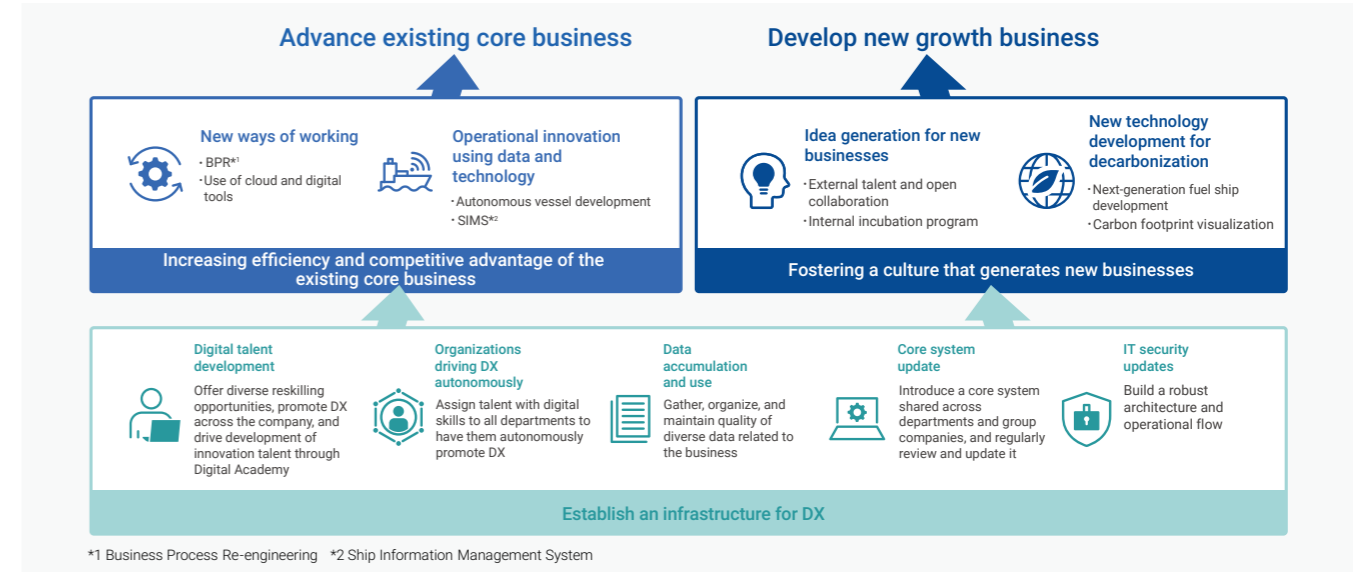 Advance existing core business
Develop new growth business
New ways of working
・BPR*1
・Use of cloud and digital
tools
Operational innovation
using data and
technology
・Autonomous vessel development
・SIMS*2
Increasing efficiency and competitive advantage of the
existing core business
Idea generation for new
businesses
・External talent and open
collaboration
・Internal incubation program
New technology
development for
decarbonization
・Next-generation fuel ship
development
・Carbon footprint visualization
Fostering a culture that generates new businesses
Digital talent
development
Offer diverse reskilling
opportunities, promote DX
across the company, and
drive development of
innovation talent through
Digital Academy
Organizations
driving DX
autonomously
Assign talent with digital
skills to all departments to
have them autonomously
promote DX
Data
accumulation
and use
Gather, organize, and
maintain quality of
diverse data related to
the business
Core system
update
Introduce a core system
shared across
departments and group
companies, and regularly
review and update it
IT security
updates
Build a robust
architecture and
operational flow
Establish an infrastructure for DX
*1 Business Process Re-engineering *2 Ship Information Management System